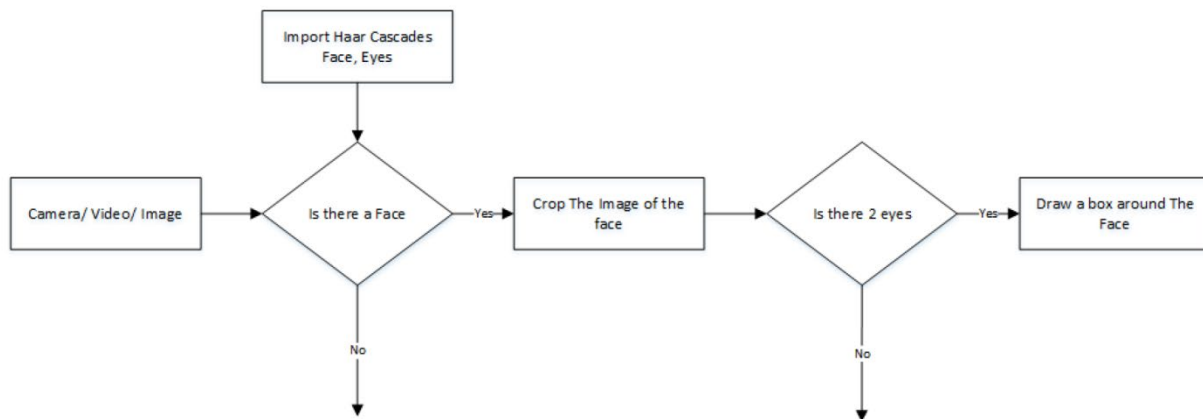 Import Haar Cascades
Face, Eyes
Camera/ Video/ Image
Is there a Face
Yes
Crop The Image of the
face
Is there 2 eyes
Yes
Draw a box around The
Face
No
No